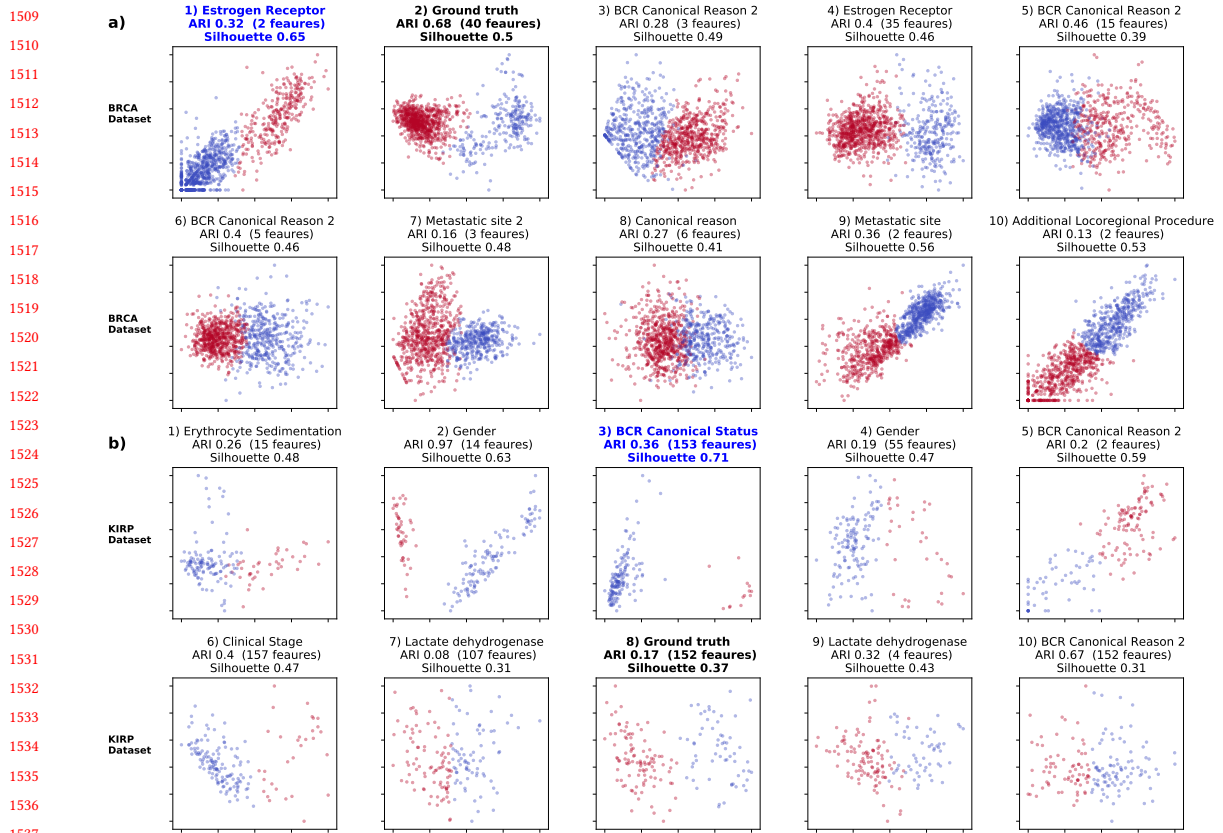 1509
1510
1511
1512
1513
1514
1515
1516
1517
1518
1519
1520
1521
1522
1523
1524
1525
1526
1527
1528
1529
1530
1531
1532
1533
1534
1535
1536
1537
a)
BRCA
Dataset
1) Estrogen Receptor
ARI 0.32 (2 feaures)
Silhouette 0.65
2) Ground truth
ARI 0.68 (40 feaures)
Silhouette 0.5
3) BCR Canonical Reason 2
ARI 0.28 (3 feaures)
Silhouette 0.49
4) Estrogen Receptor
ARI 0.4 (35 feaures)
Silhouette 0.46
5) BCR Canonical Reason 2
ARI 0.46 (15 feaures)
Silhouette 0.39
BRCA
Dataset
6) BCR Canonical Reason 2
ARI 0.4 (5 feaures)
Silhouette 0.46
7) Metastatic site 2
ARI 0.16 (3 feaures)
Silhouette 0.48
8) Canonical reason
ARI 0.27 (6 feaures)
Silhouette 0.41
9) Metastatic site
ARI 0.36 (2 feaures)
Silhouette 0.56
10) Additional Locoregional Procedure
ARI 0.13 (2 feaures)
Silhouette 0.53
b)
KIRP
Dataset
1) Erythrocyte Sedimentation
ARI 0.26 (15 feaures)
Silhouette 0.48
2) Gender
ARI 0.97 (14 feaures)
Silhouette 0.63
3) BCR Canonical Status
ARI 0.36 (153 feaures)
Silhouette 0.71
4) Gender
ARI 0.19 (55 feaures)
Silhouette 0.47
5) BCR Canonical Reason 2
ARI 0.2 (2 feaures)
Silhouette 0.59
KIRP
Dataset
6) Clinical Stage
ARI 0.4 (157 feaures)
Silhouette 0.47
7) Lactate dehydrogenase
ARI 0.08 (107 feaures)
Silhouette 0.31
8) Ground truth
ARI 0.17 (152 feaures)
Silhouette 0.37
9) Lactate dehydrogenase
ARI 0.32 (4 feaures)
Silhouette 0.43
10) BCR Canonical Reason 2
ARI 0.67 (152 feaures)
Silhouette 0.31